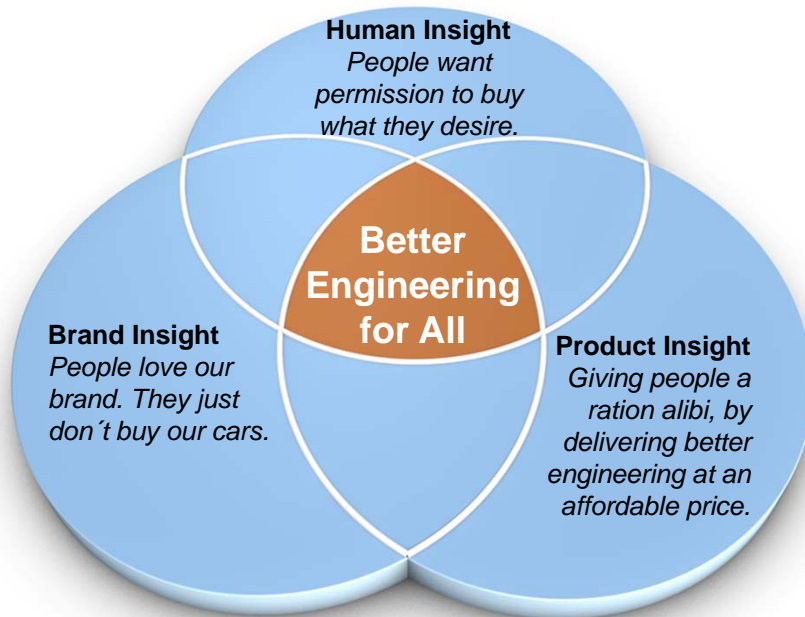 Human Insight
People want
permission to buy
what they desire.
Better
Engineering
for All
Brand Insight
People love our
brand. They just
don´t buy our cars.
Product Insight
Giving people a
ration alibi, by
delivering better
engineering at an
affordable price.